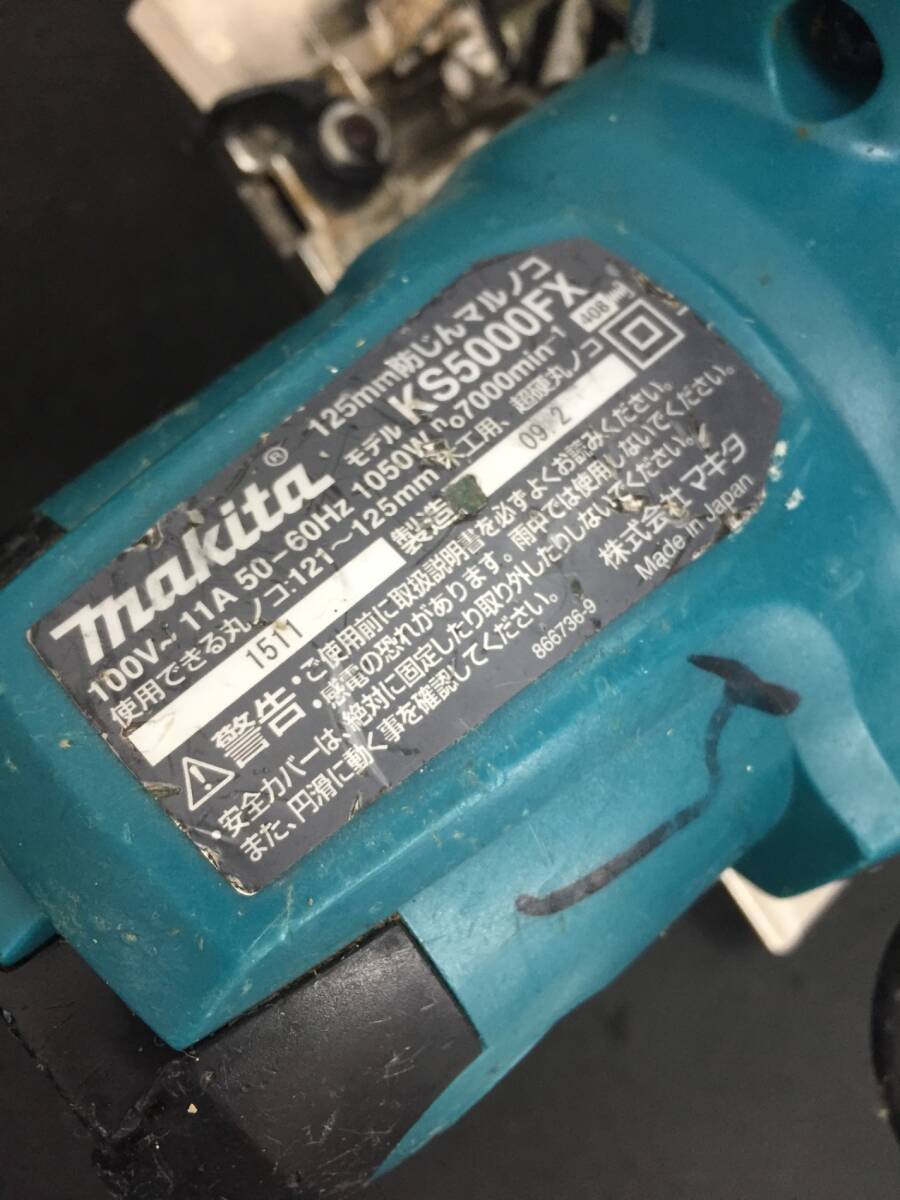 makita®
125mm防じんマルノコ
モデル KS5000FX
100V～ 11A 50－60Hz 1050W n₀7000min⁻¹
使用できる丸ノコ:121～125mm 木工用、超硬丸ノコ
1511 製造
警告・ご使用前に取扱説明書を必ずよくお読みください。
・感電の恐れがあります。雨中では使用しないでください。
・安全カバーは、絶対に固定したり取り外したりしないでください。
また、円滑に動く事を確認してください。
866736-9
株式会社 マキタ
Made in Japan